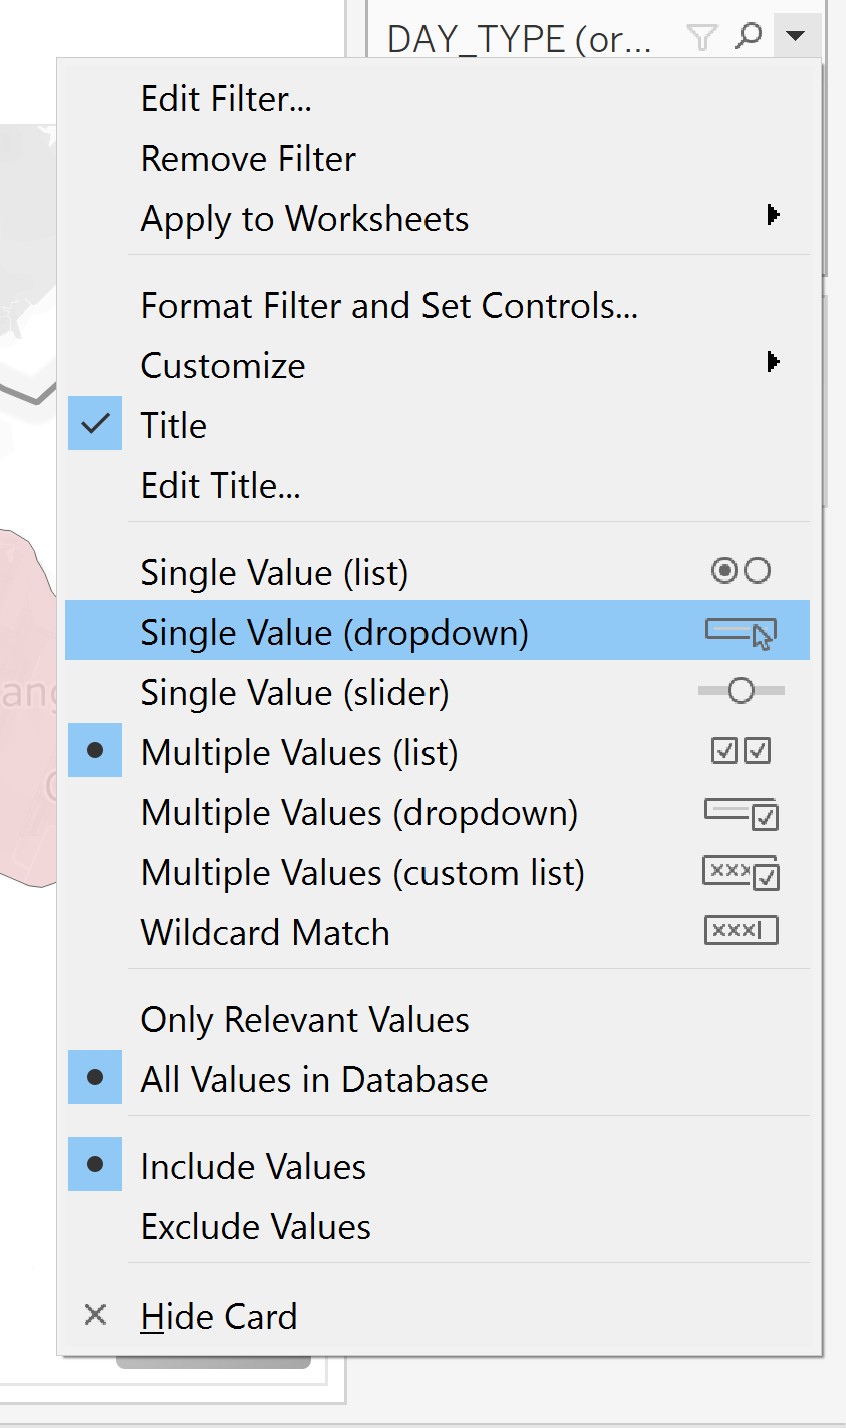 DAY_TYPE (or...
Edit Filter...
Remove Filter
Apply to Worksheets
Format Filter and Set Controls...
Customize
Title
Edit Title...
Single Value (list)
Single Value (dropdown)
Single Value (slider)
Multiple Values (list)
Multiple Values (dropdown)
Multiple Values (custom list)
Wildcard Match
Only Relevant Values
All Values in Database
Include Values
Exclude Values
Hide Card